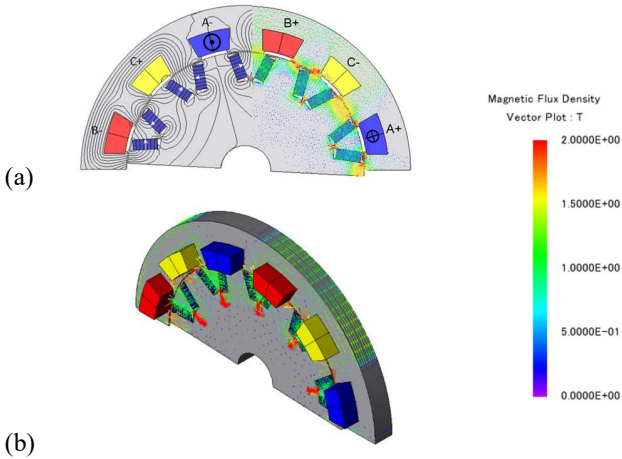 (a)
A-
B+
C+
C-
B-
A+
(b)
Magnetic Flux Density
Vector Plot : T
2.0000E+00
1.5000E+00
1.0000E+00
5.0000E-01
0.0000E+00